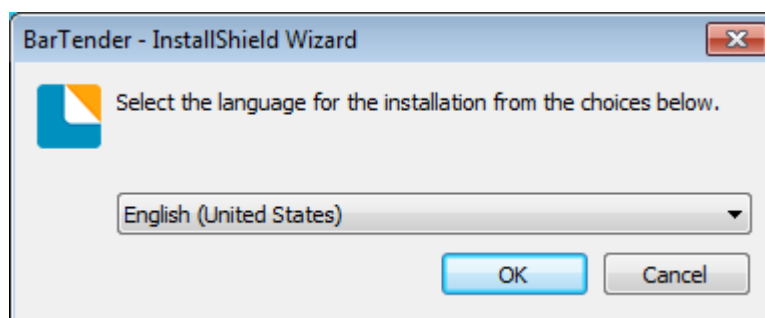 BarTender - InstallShield Wizard
Select the language for the installation from the choices below.
English (United States)
OK Cancel